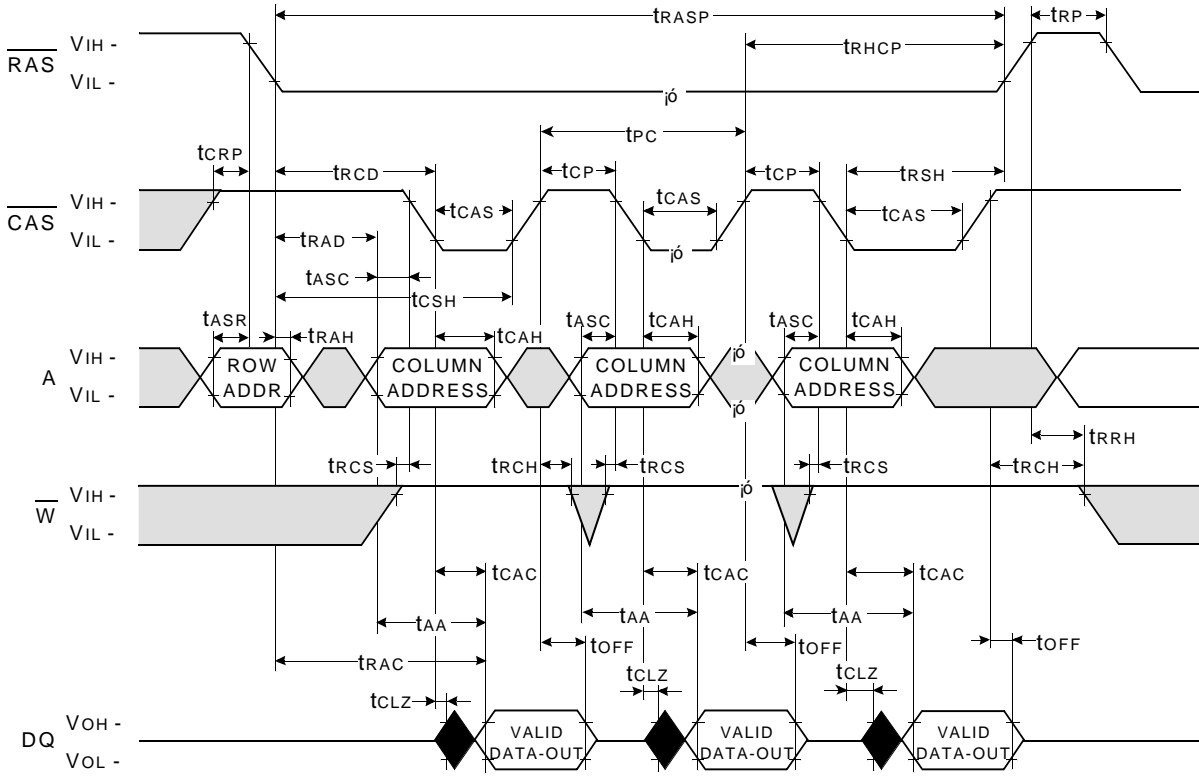 tRASP
tRP
RAS
VIH -
VIL -
tRHCP
¡ó
tPC
tCRP
tRCD
tCP
tCP
tRSH
CAS
VIH -
VIL -
tCAS
tCAS
tCAS
¡ó
tRAD
tASC
tCSH
tASR
tRAH
tCAH
tASC
tCAH
tASC
tCAH
A
VIH -
VIL -
ROW
ADDR
COLUMN
ADDRESS
COLUMN
ADDRESS
¡ó
¡ó
COLUMN
ADDRESS
tRRH
tRCS
tRCH
tRCS
tRCS
tRCH
W
VIH -
VIL -
¡ó
tCAC
tCAC
tCAC
tAA
tAA
tAA
tOFF
tOFF
tOFF
tRAC
tCLZ
tCLZ
tCLZ
DQ
VOH -
VOL -
VALID
DATA-OUT
VALID
DATA-OUT
VALID
DATA-OUT